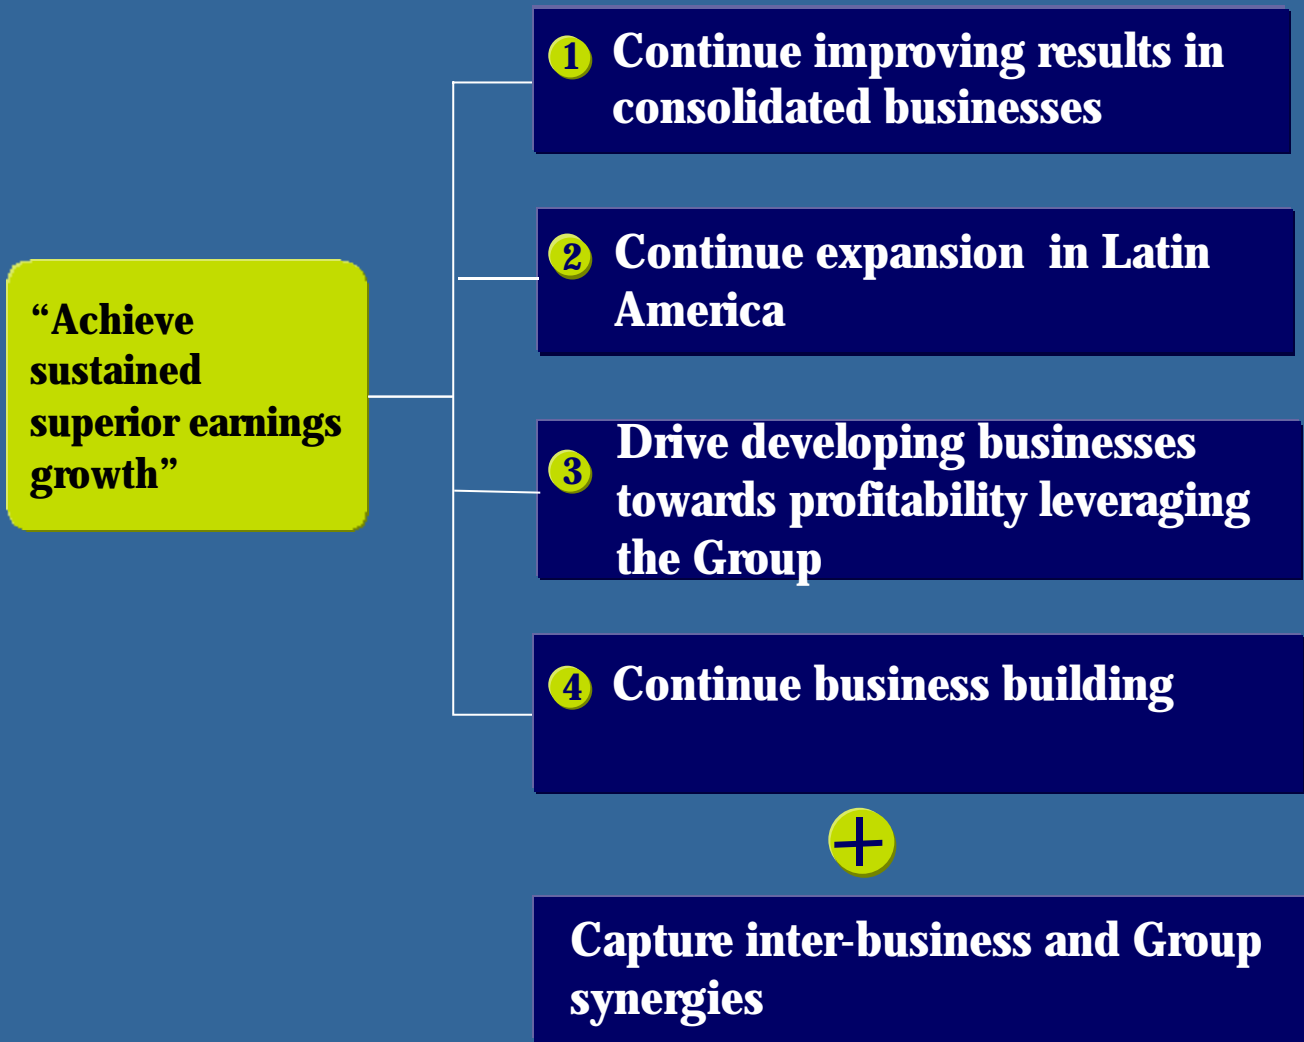 “Achieve
sustained
superior earnings
growth”
1 Continue improving results in
consolidated businesses
2 Continue expansion  in Latin
America
3 Drive developing businesses
towards profitability leveraging
the Group
4 Continue business building
+
Capture inter-business and Group
synergies